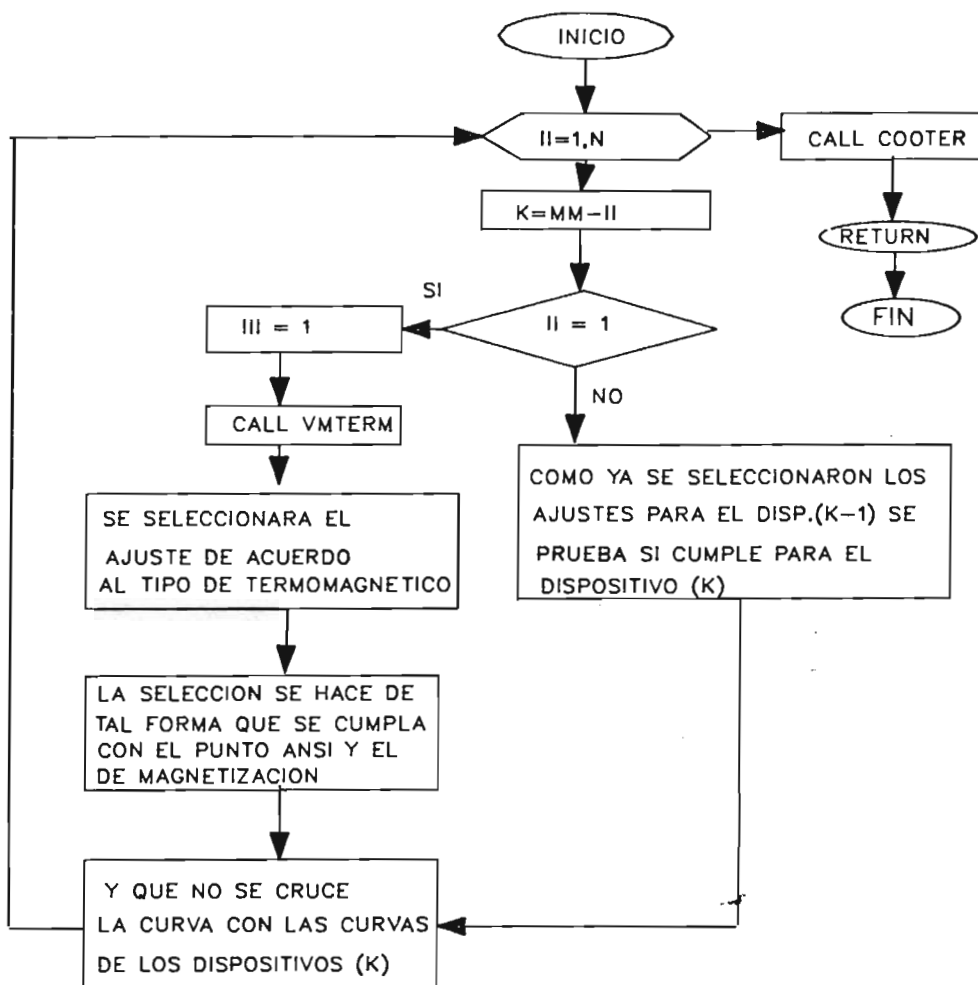 INICIO
II=1,N
CALL COOTER
K=MM-II
RETURN
SI
III = 1
II = 1
FIN
NO
CALL VMTERM
COMO YA SE SELECCIONARON LOS
AJUSTES PARA EL DISP.(K-1) SE
PRUEBA SI CUMPLE PARA EL
DISPOSITIVO (K)
SE SELECCIONARA EL
AJUSTE DE ACUERDO
AL TIPO DE TERMOMAGNETICO
LA SELECCION SE HACE DE
TAL FORMA QUE SE CUMPLA
CON EL PUNTO ANSI Y EL
DE MAGNETIZACION
Y QUE NO SE CRUCE
LA CURVA CON LAS CURVAS
DE LOS DISPOSITIVOS (K)